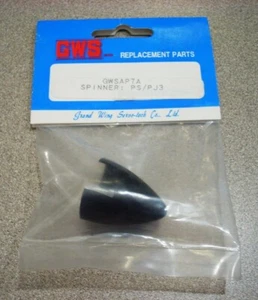 GWS
REPLACEMENT PARTS
GWSAPTA
SPINNER: PS/PJ3
Grand Wing Servo-tech Co., Ltd.